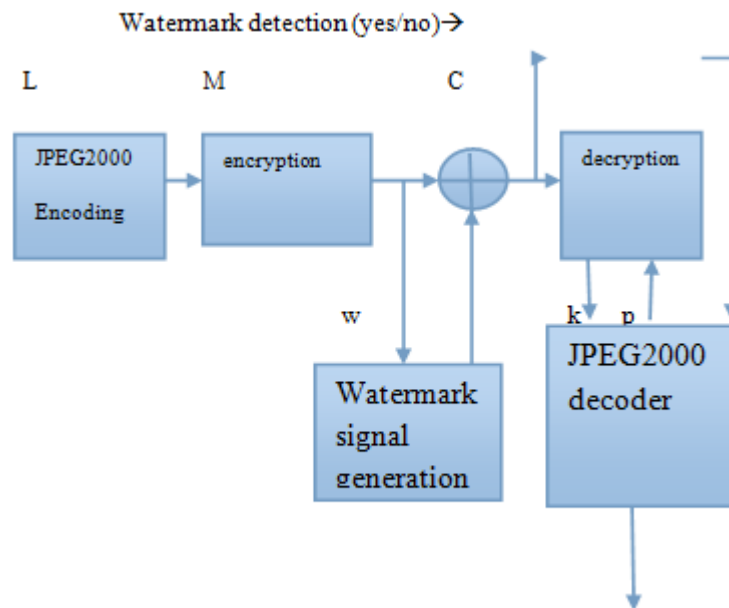 Watermark detection (yes/no)→
L M C
JPEG2000
Encoding
encryption
decryption
w
k p
Watermark
signal
generation
JPEG2000
decoder